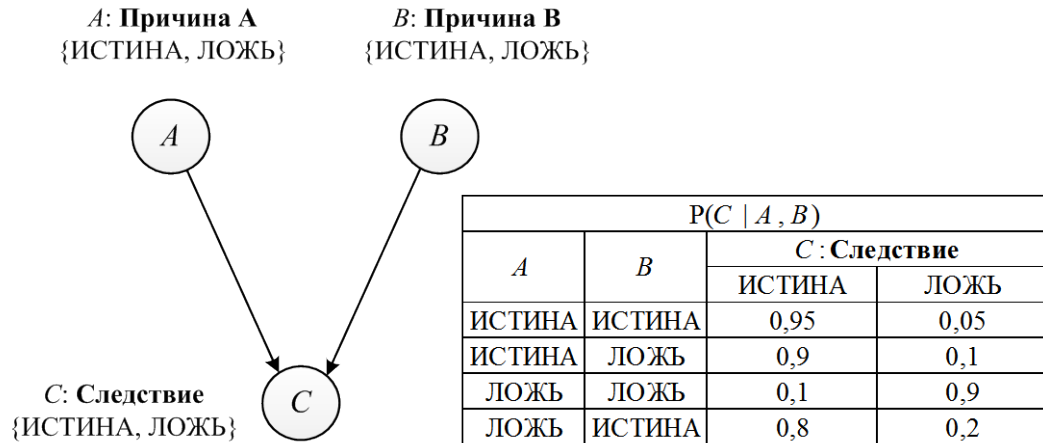 A: Причина A
{ИСТИНА, ЛОЖЬ}
B: Причина B
{ИСТИНА, ЛОЖЬ}
A
B
C: Следствие
{ИСТИНА, ЛОЖЬ}
C
P(C | A , B)
A B C : Следствие
ИСТИНА ЛОЖЬ
ИСТИНА ИСТИНА 0,95 0,05
ИСТИНА ЛОЖЬ 0,9 0,1
ЛОЖЬ ЛОЖЬ 0,1 0,9
ЛОЖЬ ИСТИНА 0,8 0,2